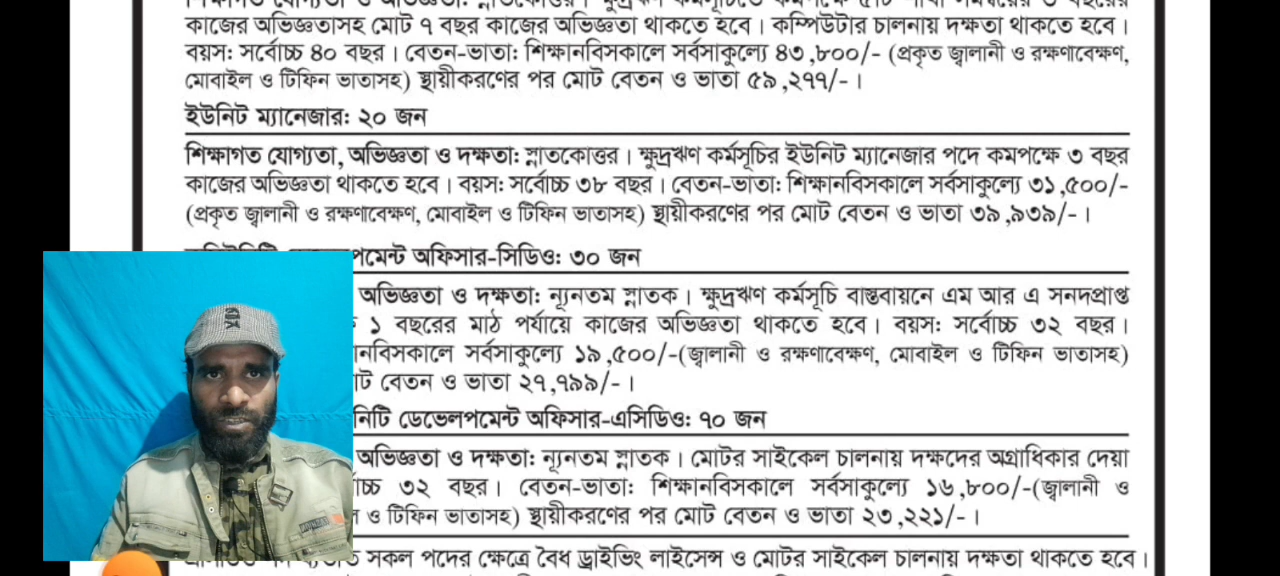 কাজের অভিজ্ঞতাসহ মোট ৭ বছর কাজের অভিজ্ঞতা থাকতে হবে। কম্পিউটার চালনায় দক্ষতা থাকতে হবে।
বয়স: সর্বোচ্চ ৪০ বছর। বেতন-ভাতা: শিক্ষানবিসকালে সর্বসাকুল্যে ৪৩,৮০০/- (প্রকৃত জ্বালানী ও রক্ষণাবেক্ষণ,
মোবাইল ও টিফিন ভাতাসহ) স্থায়ীকরণের পর মোট বেতন ও ভাতা ৫৯,২৭৭/-।
ইউনিট ম্যানেজার: ২০ জন
শিক্ষাগত যোগ্যতা, অভিজ্ঞতা ও দক্ষতা: স্নাতকোত্তর। ক্ষুদ্রঋণ কর্মসূচির ইউনিট ম্যানেজার পদে কমপক্ষে ৩ বছর
কাজের অভিজ্ঞতা থাকতে হবে। বয়স: সর্বোচ্চ ৩৮ বছর। বেতন-ভাতা: শিক্ষানবিসকালে সর্বসাকুল্যে ৩১,৫০০/-
(প্রকৃত জ্বালানী ও রক্ষণাবেক্ষণ, মোবাইল ও টিফিন ভাতাসহ) স্থায়ীকরণের পর মোট বেতন ও ভাতা ৩৯,৯৩৯/-।
অফিসার-সিডিও: ৩০ জন
অভিজ্ঞতা ও দক্ষতা: ন্যূনতম স্নাতক। ক্ষুদ্রঋণ কর্মসূচি বাস্তবায়নে এম আর এ সনদপ্রাপ্ত
১ বছরের মাঠ পর্যায়ে কাজের অভিজ্ঞতা থাকতে হবে। বয়স: সর্বোচ্চ ৩২ বছর।
সর্বসাকুল্যে ১৯,৫০০/-(জ্বালানী ও রক্ষণাবেক্ষণ, মোবাইল ও টিফিন ভাতাসহ)
বেতন ও ভাতা ২৭,৭৯৯/-।
ডেভেলপমেন্ট অফিসার-এসিডিও: ৭০ জন
অভিজ্ঞতা ও দক্ষতা: ন্যূনতম স্নাতক। মোটর সাইকেল চালনায় দক্ষদের অগ্রাধিকার দেয়া
৩২ বছর। বেতন-ভাতা: শিক্ষানবিসকালে সর্বসাকুল্যে ১৬,৮০০/-(জ্বালানী ও
ও টিফিন ভাতাসহ) স্থায়ীকরণের পর মোট বেতন ও ভাতা ২৩,২২১/-।
সকল পদের ক্ষেত্রে বৈধ ড্রাইভিং লাইসেন্স ও মোটর সাইকেল চালনায় দক্ষতা থাকতে হবে।